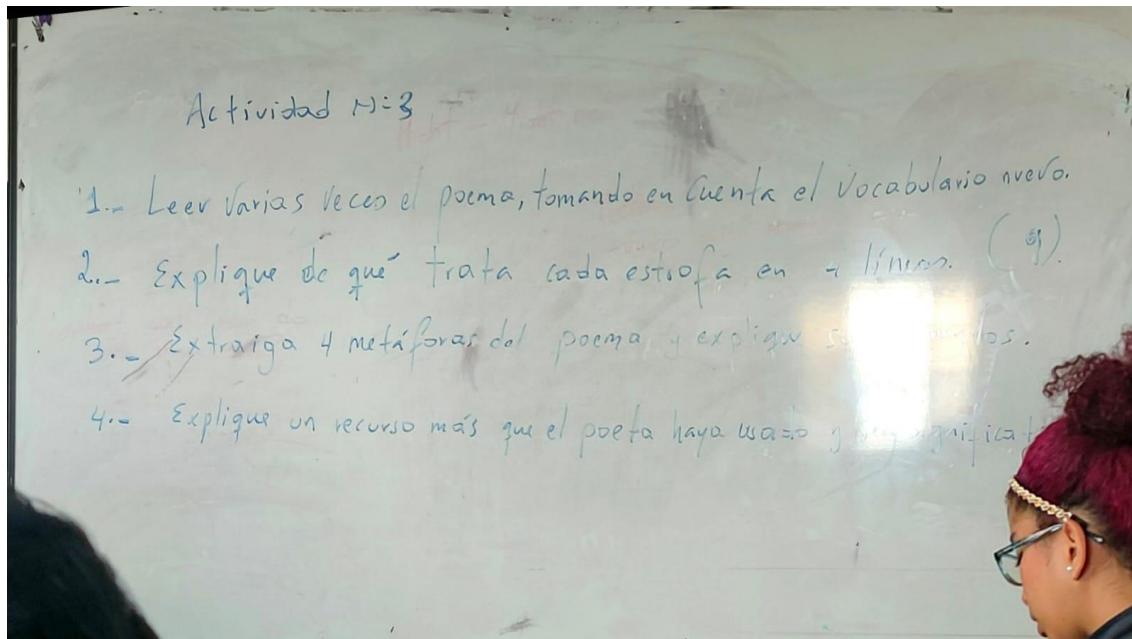 Actividad N=3
1.- Leer varias veces el poema, tomando en cuenta el vocabulario nuevo.
2.- Explique de qué trata cada estrofa en 4 líneas.
3.- Extraiga 4 metáforas del poema y explique
4.- Explique un recurso más que el poeta haya usado y